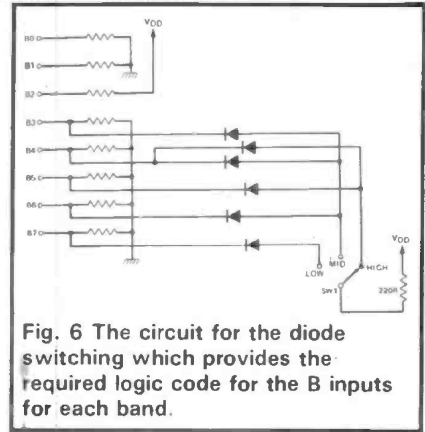 VDD
B0
B1
B2
B3
B4
B5
B6
B7
VDD
LOW
MID
HIGH
SW1
220R
Fig. 6 The circuit for the diode
switching which provides the
required logic code for the B inputs
for each band.